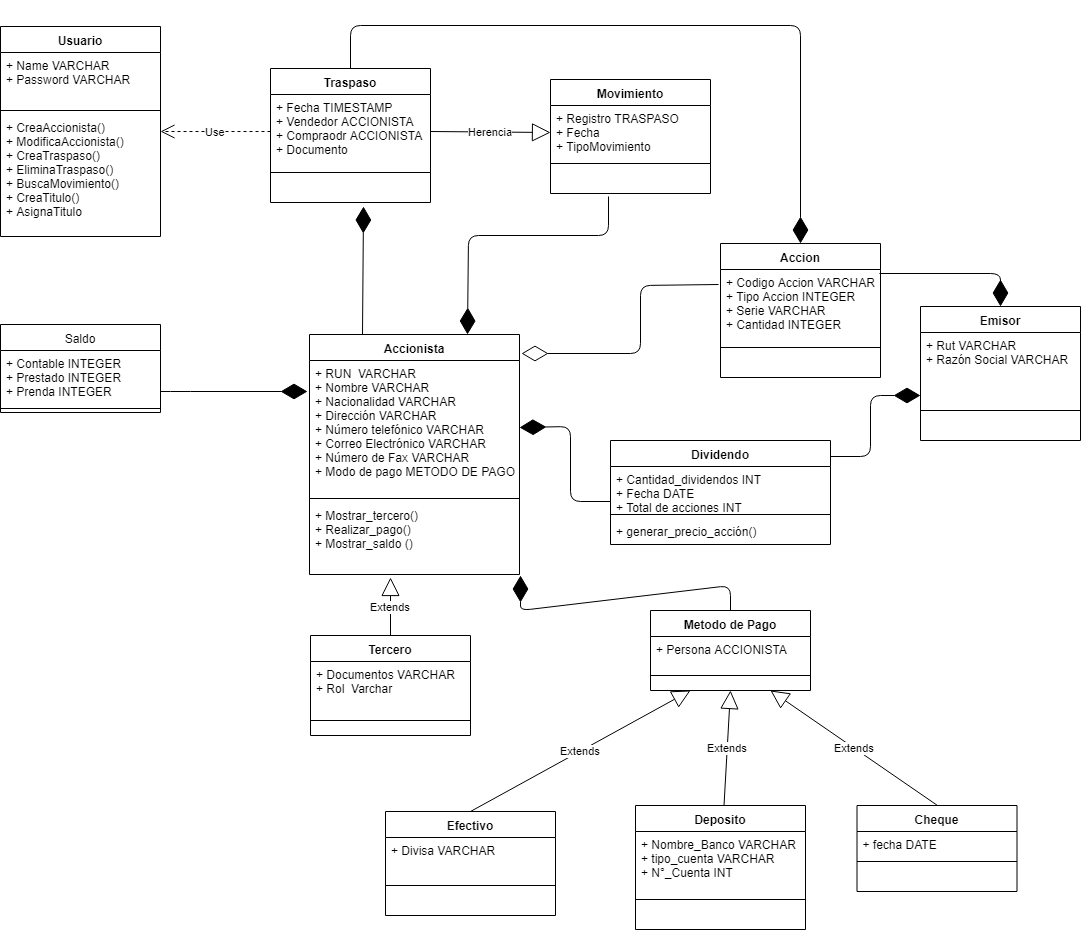 Usuario
+ Name VARCHAR
+ Password VARCHAR
+ CreaAccionista()
+ ModificaAccionista()
+ CreaTraspaso()
+ EliminaTraspaso()
+ BuscaMovimiento()
+ CreaTitulo()
+ AsignaTitulo
Use
Traspaso
+ Fecha TIMESTAMP
+ Vendedor ACCIONISTA
+ Compraodr ACCIONISTA
+ Documento
Herencia
Movimiento
+ Registro TRASPASO
+ Fecha
+ TipoMovimiento
Accion
+ Codigo Accion VARCHAR
+ Tipo Accion INTEGER
+ Serie VARCHAR
+ Cantidad INTEGER
Emisor
+ Rut VARCHAR
+ Razón Social VARCHAR
Saldo
+ Contable INTEGER
+ Prestado INTEGER
+ Prenda INTEGER
Accionista
+ RUN VARCHAR
+ Nombre VARCHAR
+ Nacionalidad VARCHAR
+ Dirección VARCHAR
+ Número telefónico VARCHAR
+ Correo Electrónico VARCHAR
+ Número de Fax VARCHAR
+ Modo de pago METODO DE PAGO
+ Mostrar_tercero()
+ Realizar_pago()
+ Mostrar_saldo ()
Dividendo
+ Cantidad_dividendos INT
+ Fecha DATE
+ Total de acciones INT
+ generar_precio_acción()
Extends
Tercero
+ Documentos VARCHAR
+ Rol Varchar
Metodo de Pago
+ Persona ACCIONISTA
Extends
Extends
Extends
Efectivo
+ Divisa VARCHAR
Deposito
+ Nombre_Banco VARCHAR
+ tipo_cuenta VARCHAR
+ N°_Cuenta INT
Cheque
+ fecha DATE